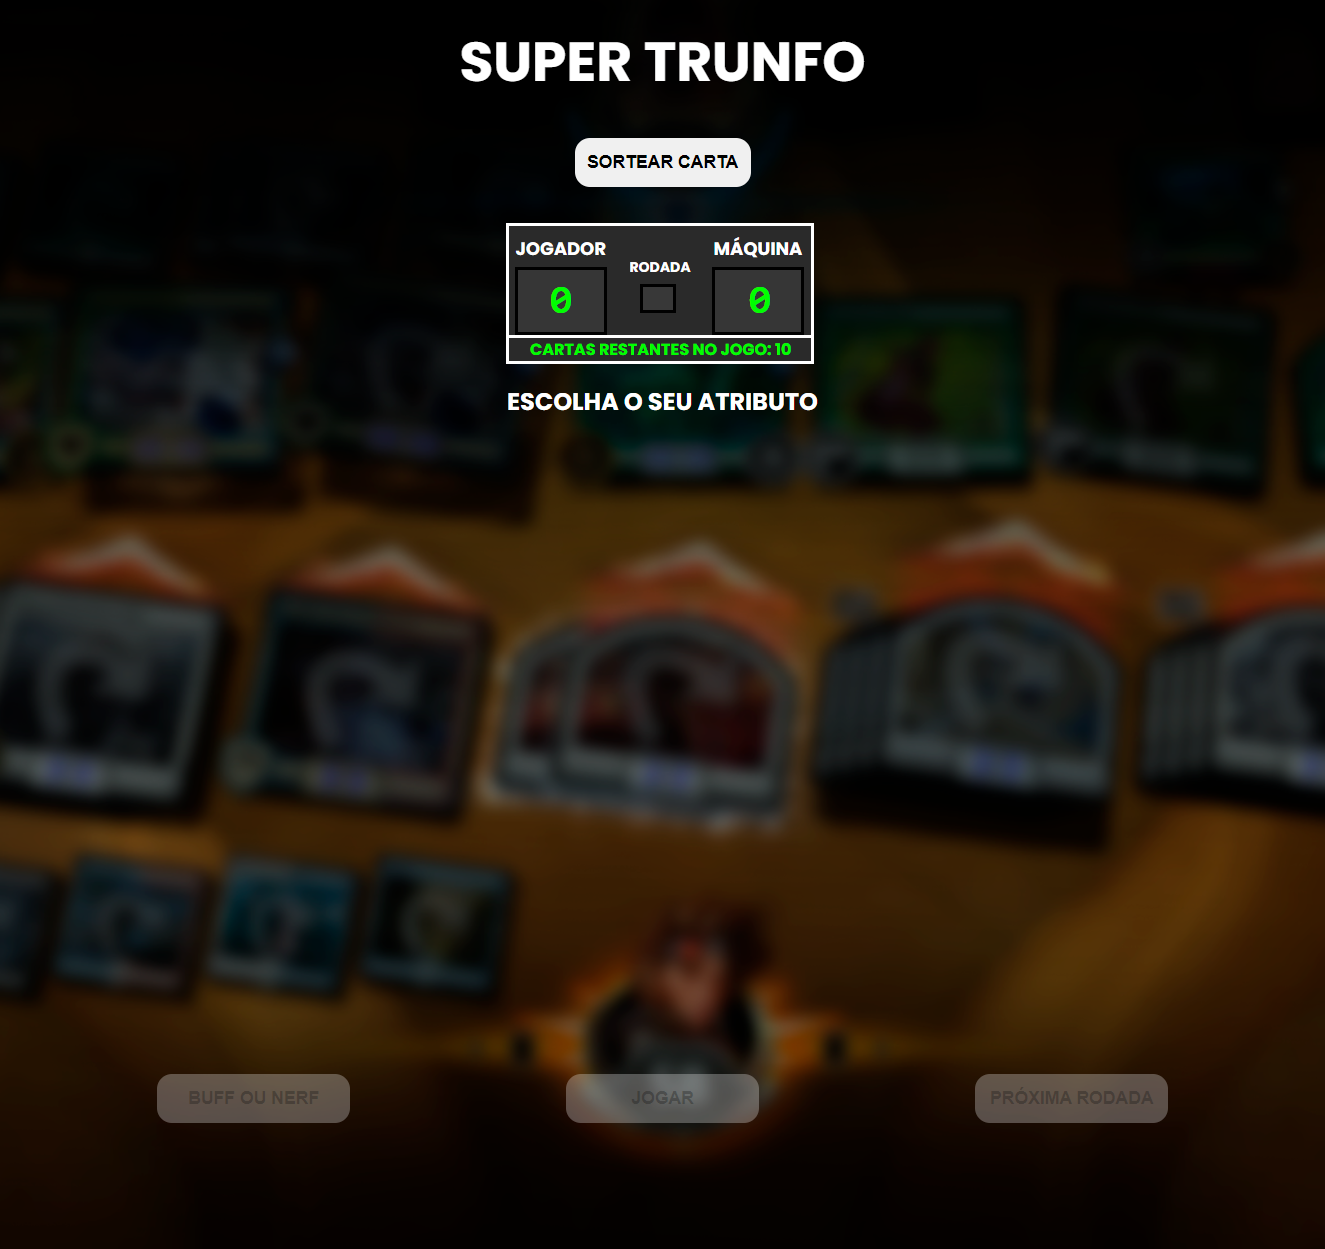 SUPER TRUNFO
SORTEAR CARTA
JOGADOR
RODADA
MÁQUINA
0
0
CARTAS RESTANTES NO JOGO: 10
ESCOLHA O SEU ATRIBUTO
BUFF OU NERF
JOGAR
PRÓXIMA RODADA